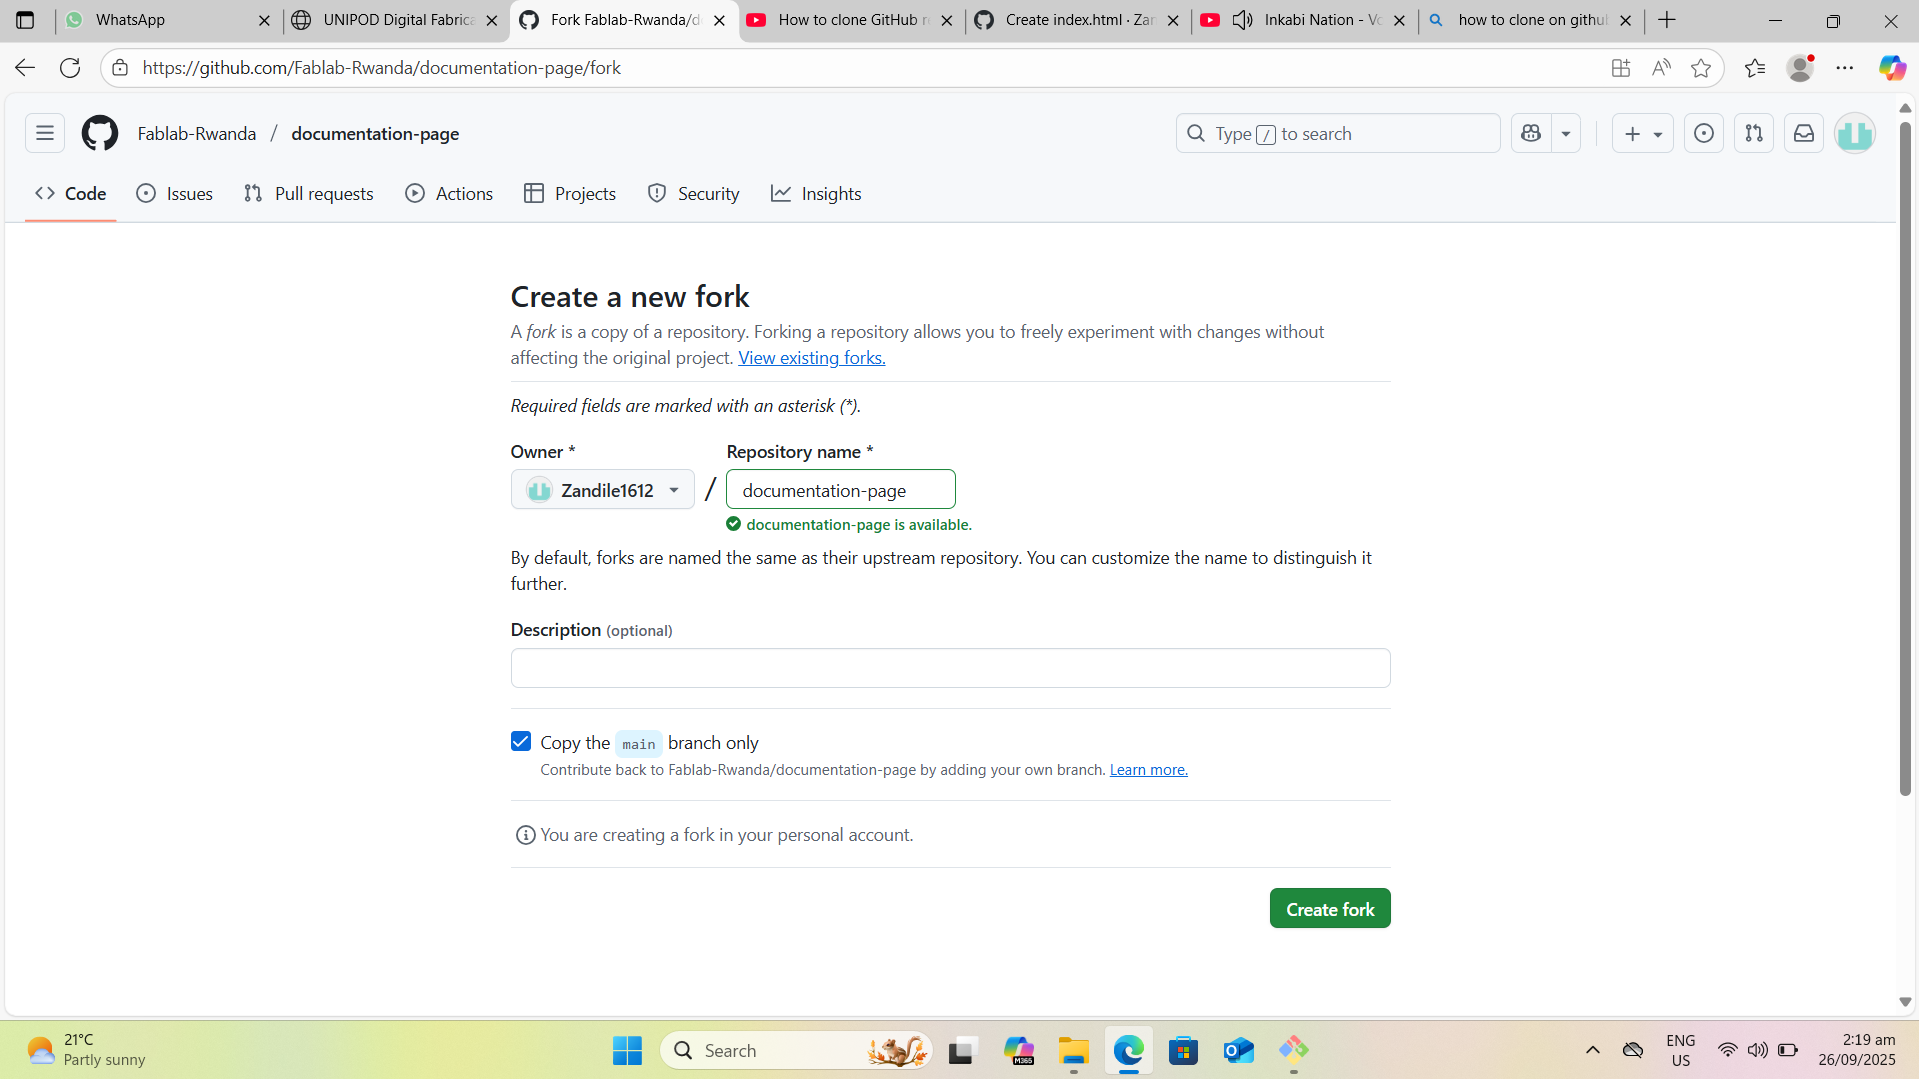 WhatsApp
UNIPOD Digital Fabrica
Fork Fablab-Rwanda/d
How to clone GitHub r
Create index.html · Zan
Inkabi Nation - Vo
how to clone on githu
https://github.com/Fablab-Rwanda/documentation-page/fork
Fablab-Rwanda / documentation-page
Type / to search
Code
Issues
Pull requests
Actions
Projects
Security
Insights
Create a new fork
A fork is a copy of a repository. Forking a repository allows you to freely experiment with changes without
affecting the original project. View existing forks.
Required fields are marked with an asterisk (*).
Owner *
Repository name *
Zandile1612 / documentation-page
documentation-page is available.
By default, forks are named the same as their upstream repository. You can customize the name to distinguish it
further.
Description (optional)
Copy the main branch only
Contribute back to Fablab-Rwanda/documentation-page by adding your own branch. Learn more.
You are creating a fork in your personal account.
Create fork
21°C
Partly sunny
Search
M365
ENG
US
2:19 am
26/09/2025